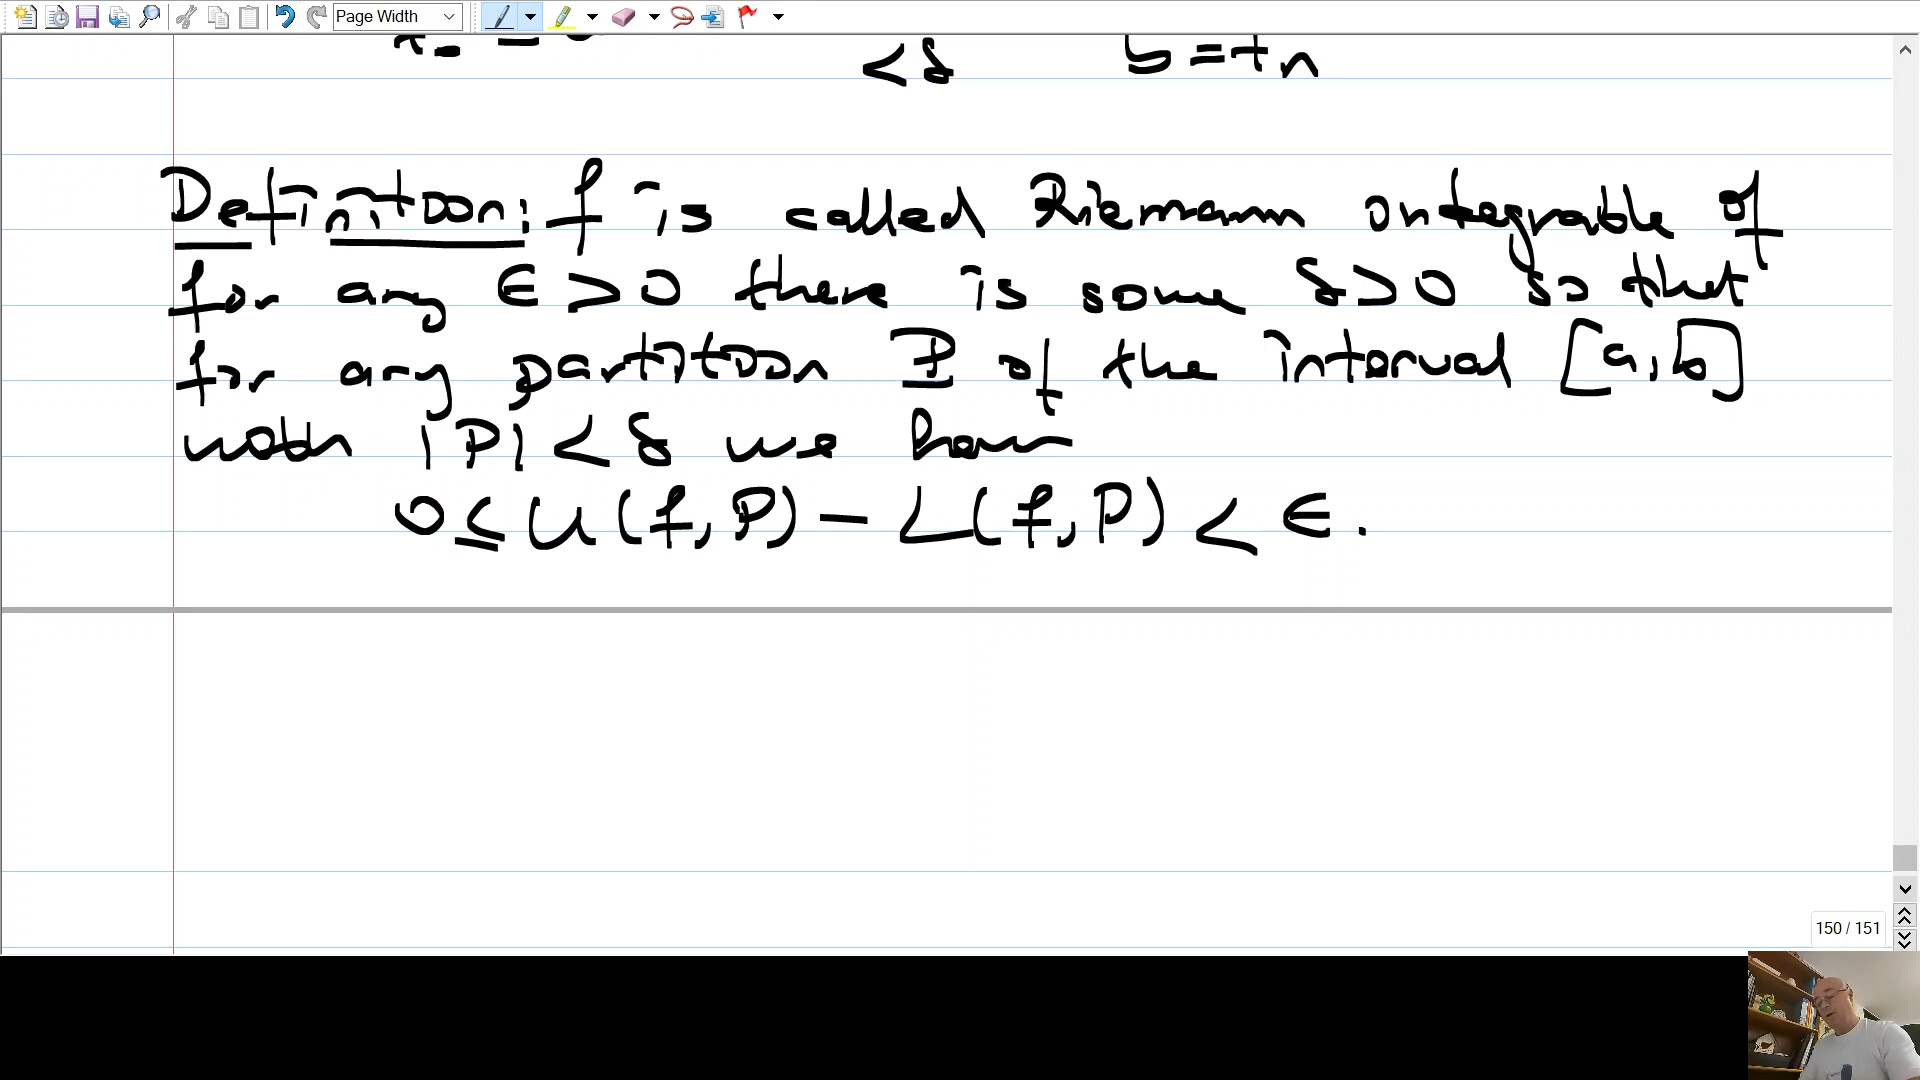 Page Width
< δ b = t n
Definition: f is called Riemann integrable if
for any ϵ > 0 there is some δ > 0 so that
for any partition P of the interval [a,b]
with |P| < δ we have
0 ≤ U(f,P) - L(f,P) < ϵ.
150 / 151